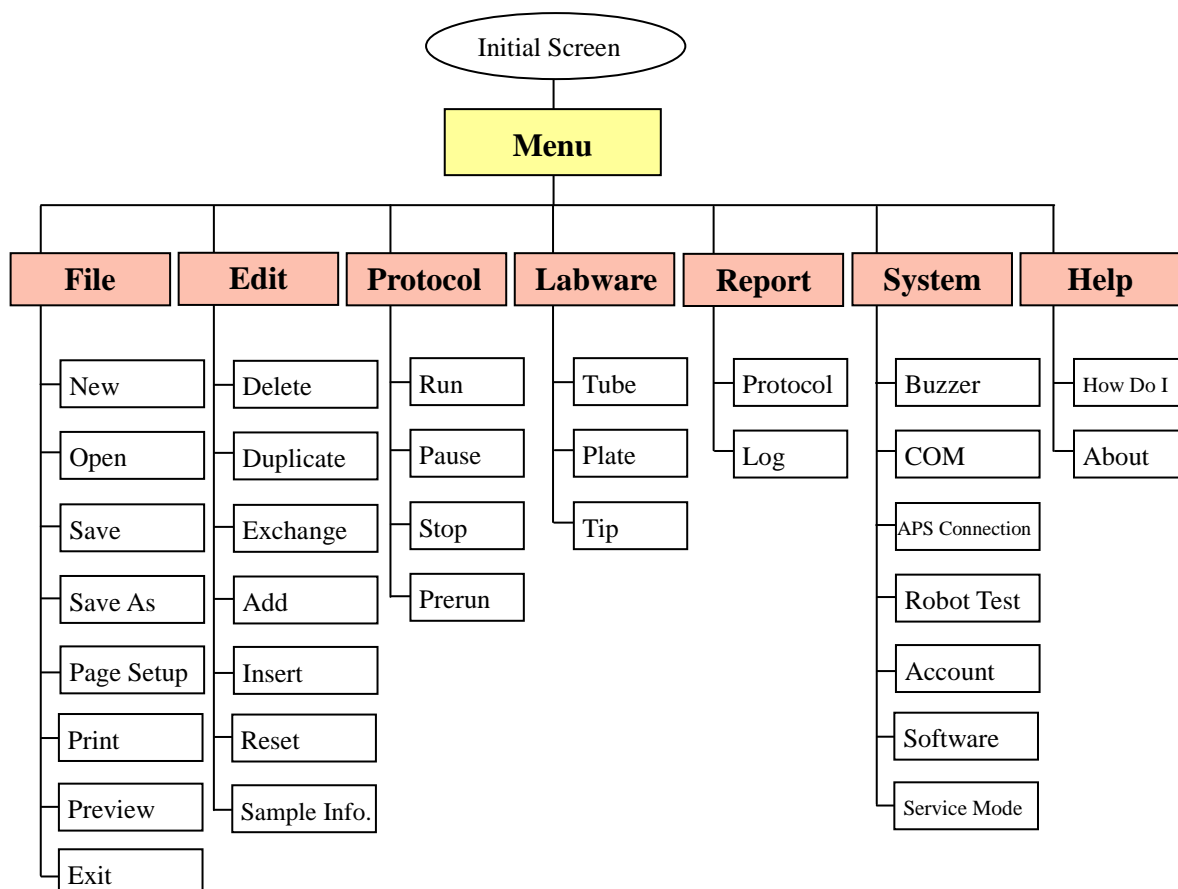 Initial Screen
Menu
File
Edit
Protocol
Labware
Report
System
Help
New
Open
Save
Save As
Page Setup
Print
Preview
Exit
Delete
Duplicate
Exchange
Add
Insert
Reset
Sample Info.
Run
Pause
Stop
Prerun
Tube
Plate
Tip
Protocol
Log
Buzzer
COM
APS Connection
Robot Test
Account
Software
Service Mode
How Do I
About